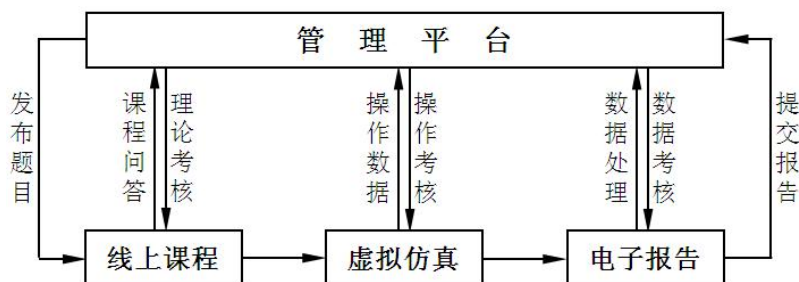 管理平台
发布题目
课程问答
理论考核
操作数据
操作考核
数据处理
数据考核
提交报告
线上课程
虚拟仿真
电子报告